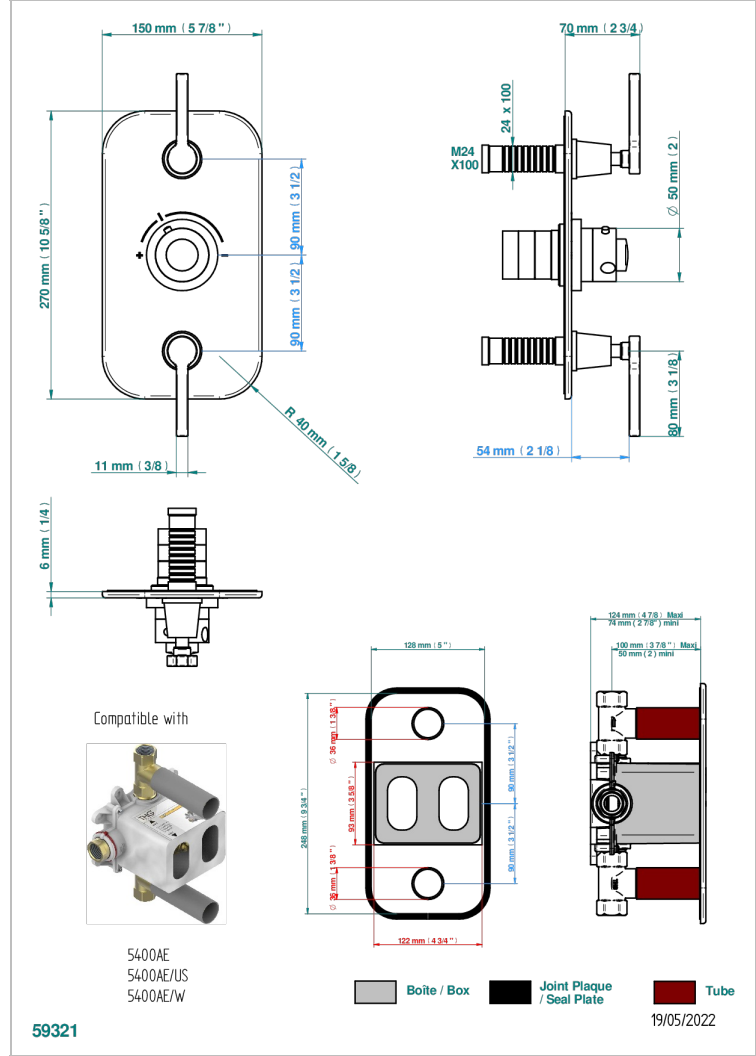 150 mm ( 5 7/8 " )
70 mm ( 2 3/4 )
24 x 100
M24
X100
Ø 50 mm ( 2 )
90 mm ( 3 1/2 )
270 mm ( 10 5/8 " )
+
-
90 mm ( 3 1/2 )
R 40 mm ( 1 5/8 )
80 mm ( 3 1/8 )
54 mm ( 2 1/8 )
11 mm ( 3/8 )
6 mm ( 1/4 )
124 mm ( 4 7/8 ) Maxi
74 mm ( 2 7/8" ) mini
100 mm ( 3 7/8 " ) Maxi
50 mm ( 2 ) mini
128 mm ( 5 " )
Compatible with
Ø 36 mm ( 1 3/8 " )
90 mm ( 3 1/2 " )
93 mm ( 3 5/8 " )
248 mm ( 9 3/4 " )
90 mm ( 3 1/2 " )
Ø 36 mm ( 1 3/8 " )
122 mm ( 4 3/4 " )
5400AE
5400AE/US
5400AE/W
Boîte / Box
Joint Plaque
/ Seal Plate
Tube
19/05/2022
59321